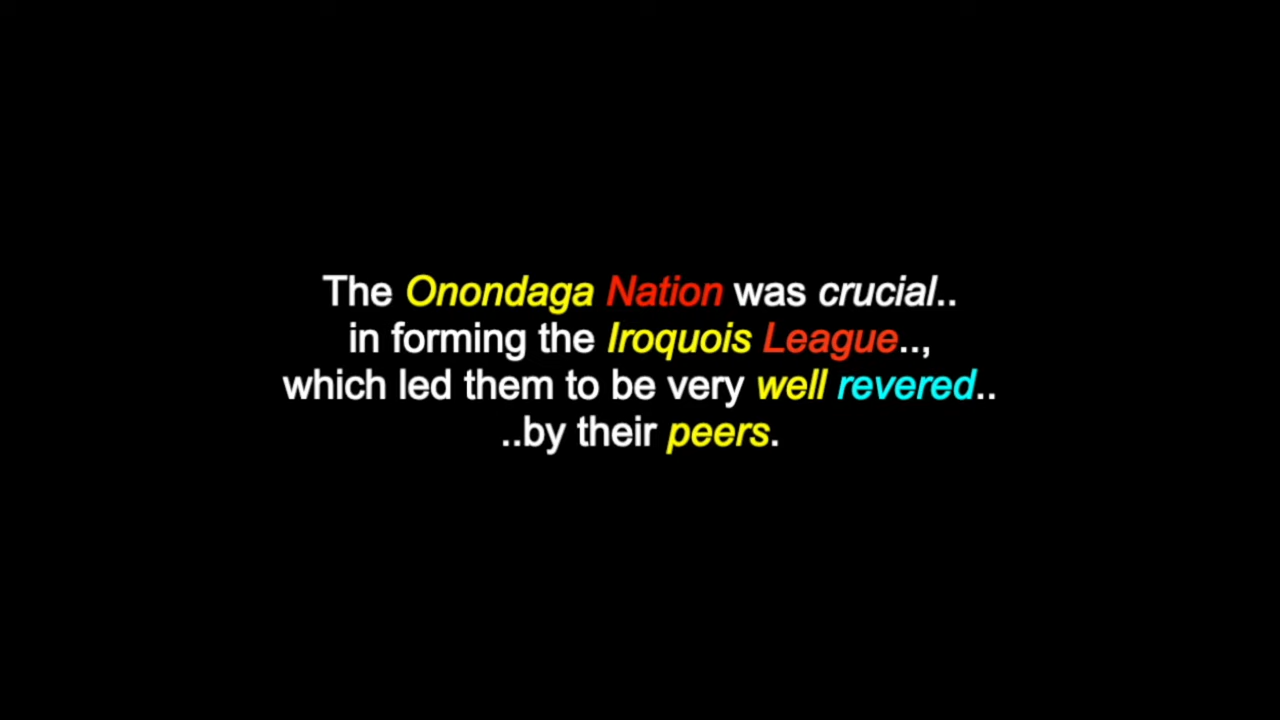 The Onondaga Nation was crucial..
in forming the Iroquois League..,
which led them to be very well revered..
..by their peers.